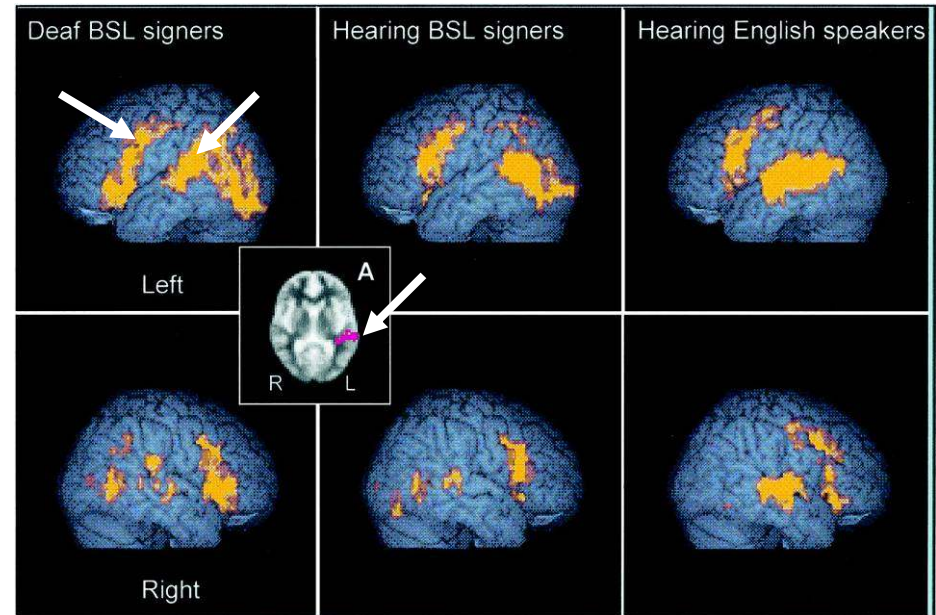 Deaf BSL signers
Hearing BSL signers
Hearing English speakers
Left
A
R
L
Right